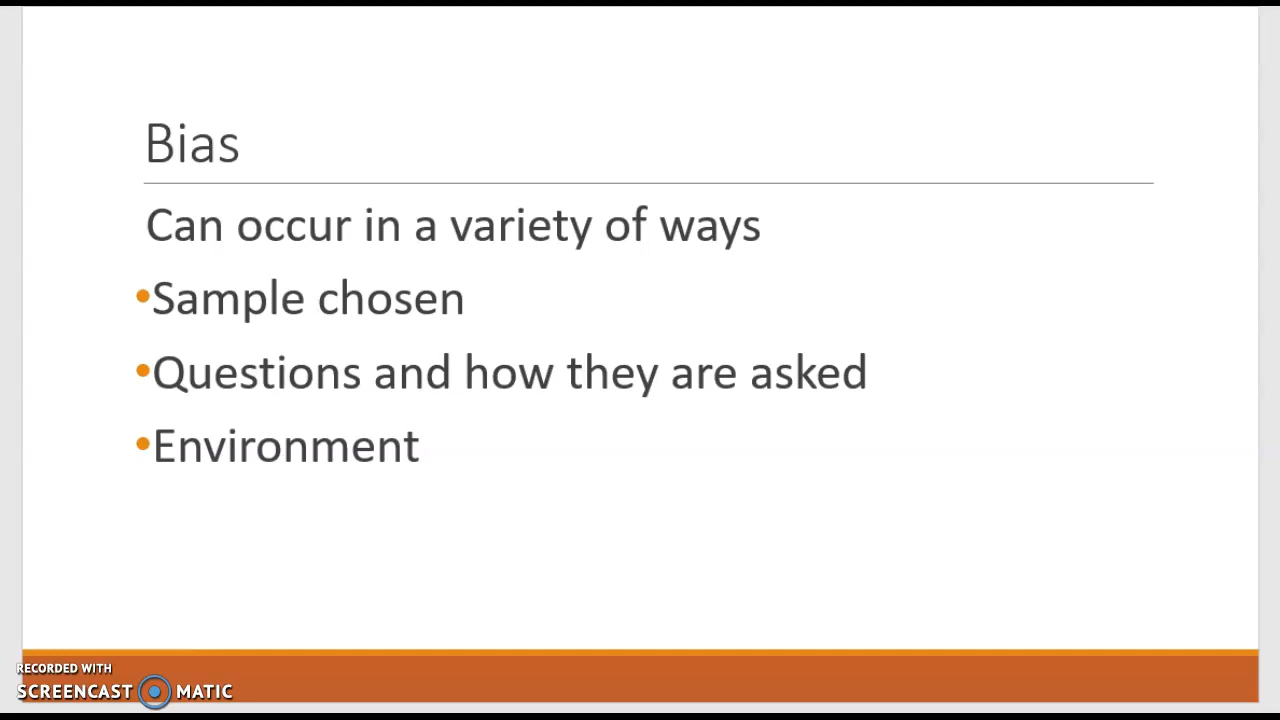 Bias
Can occur in a variety of ways
•Sample chosen
•Questions and how they are asked
•Environment
RECORDED WITH
SCREENCAST MATIC